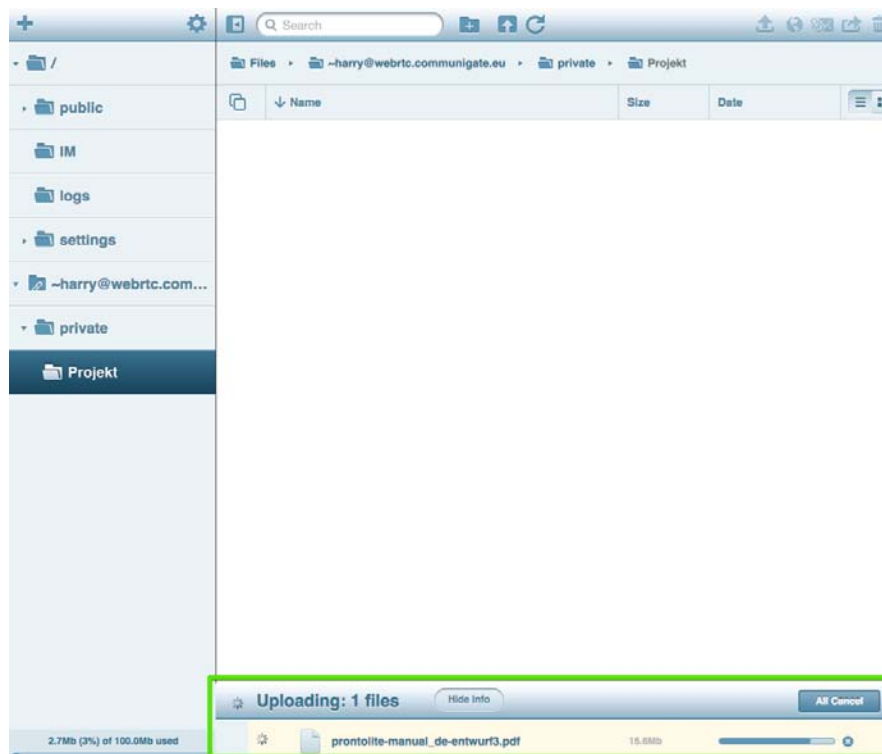 Search
/
public
IM
logs
settings
~harry@webrtc.com...
private
Projekt
2.7Mb (3%) of 100.0Mb used
Files ~harry@webrtc.communigate.eu private Projekt
Name Size Date
Uploading: 1 files Hide Info All Cancel
prontolite-manual_de-entwurf3.pdf 15.6Mb